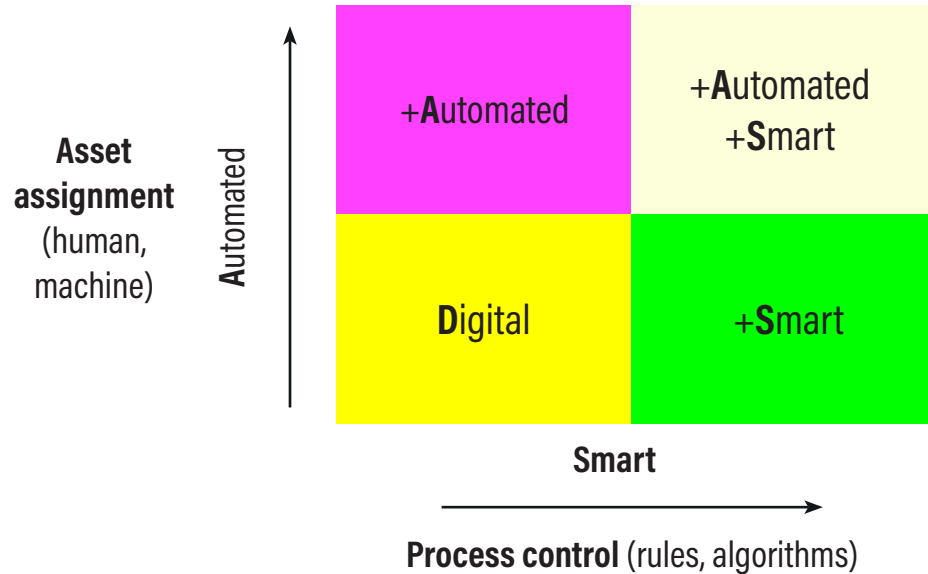 +Automated
+Automated
+Smart
Asset
assignment
(human,
machine)
Automated
Digital
+Smart
Smart
Process control (rules, algorithms)